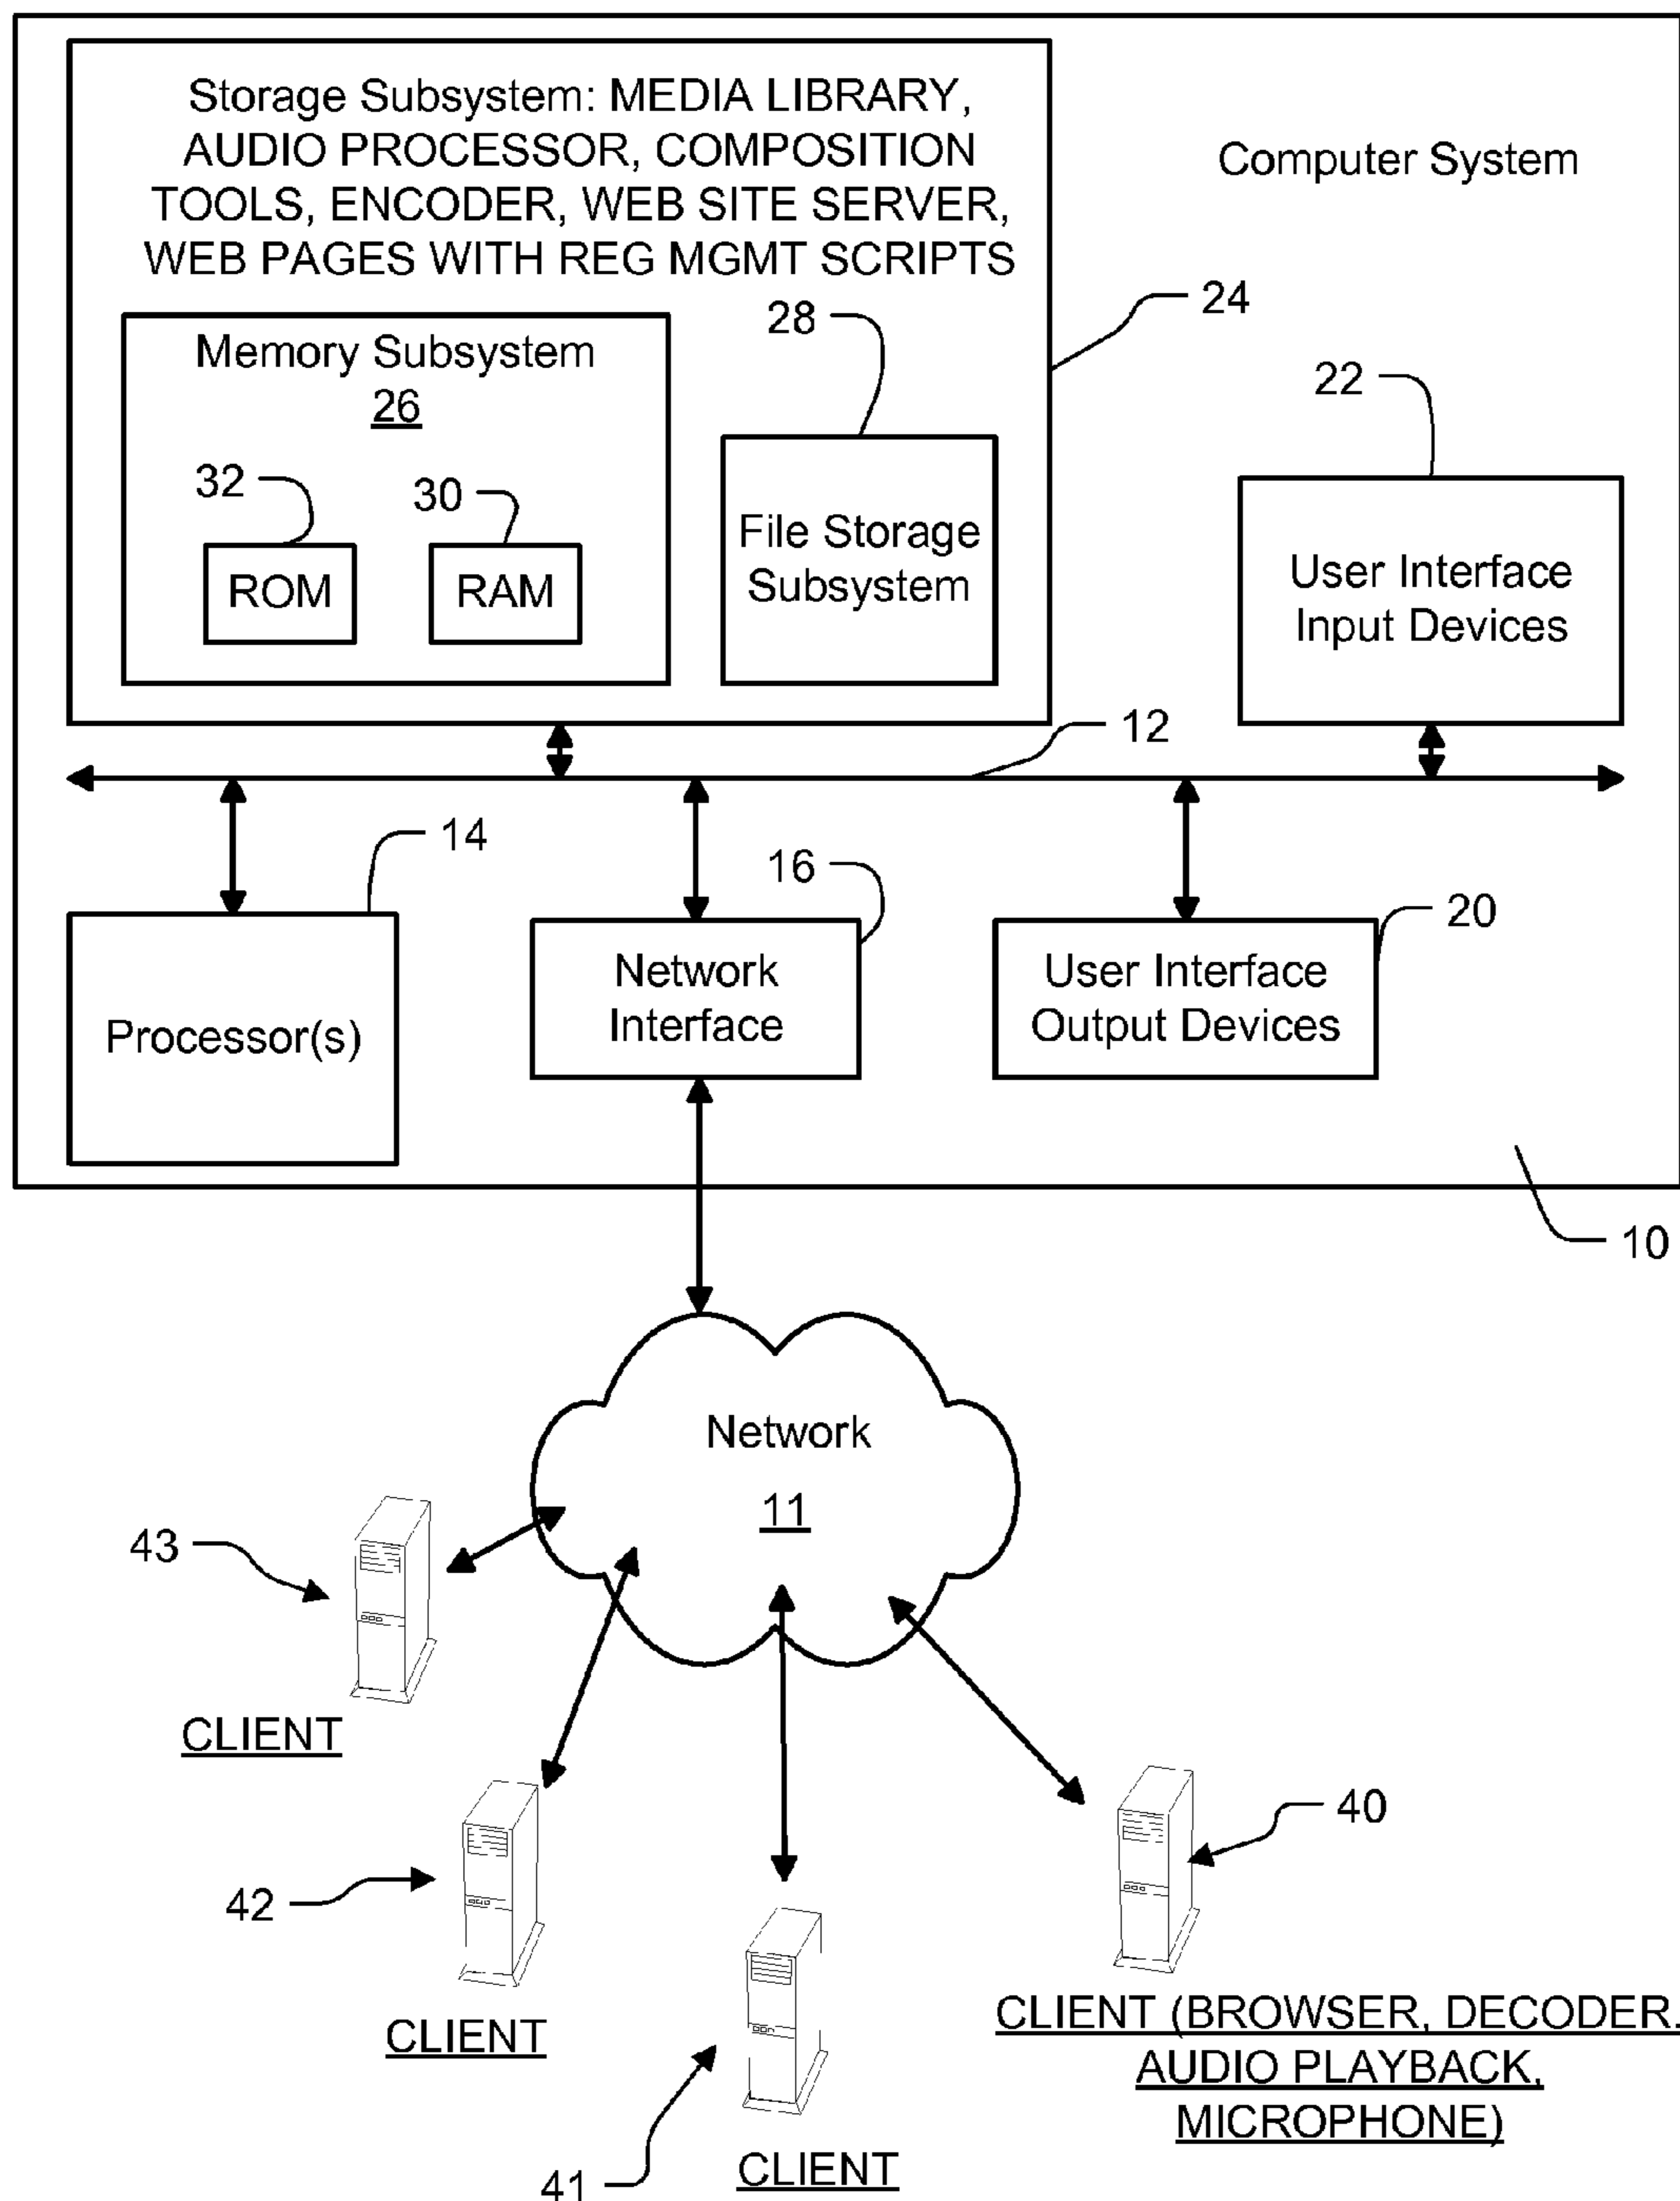 Storage Subsystem: MEDIA LIBRARY,
AUDIO PROCESSOR, COMPOSITION
TOOLS, ENCODER, WEB SITE SERVER,
WEB PAGES WITH REG MGMT SCRIPTS
Computer System
24
Memory Subsystem
26
28
22
32
30
ROM
RAM
File Storage
Subsystem
User Interface
Input Devices
12
14
16
20
Processor(s)
Network
Interface
User Interface
Output Devices
10
Network
11
43
CLIENT
42
CLIENT
40
CLIENT (BROWSER, DECODER,
AUDIO PLAYBACK,
MICROPHONE)
41
CLIENT